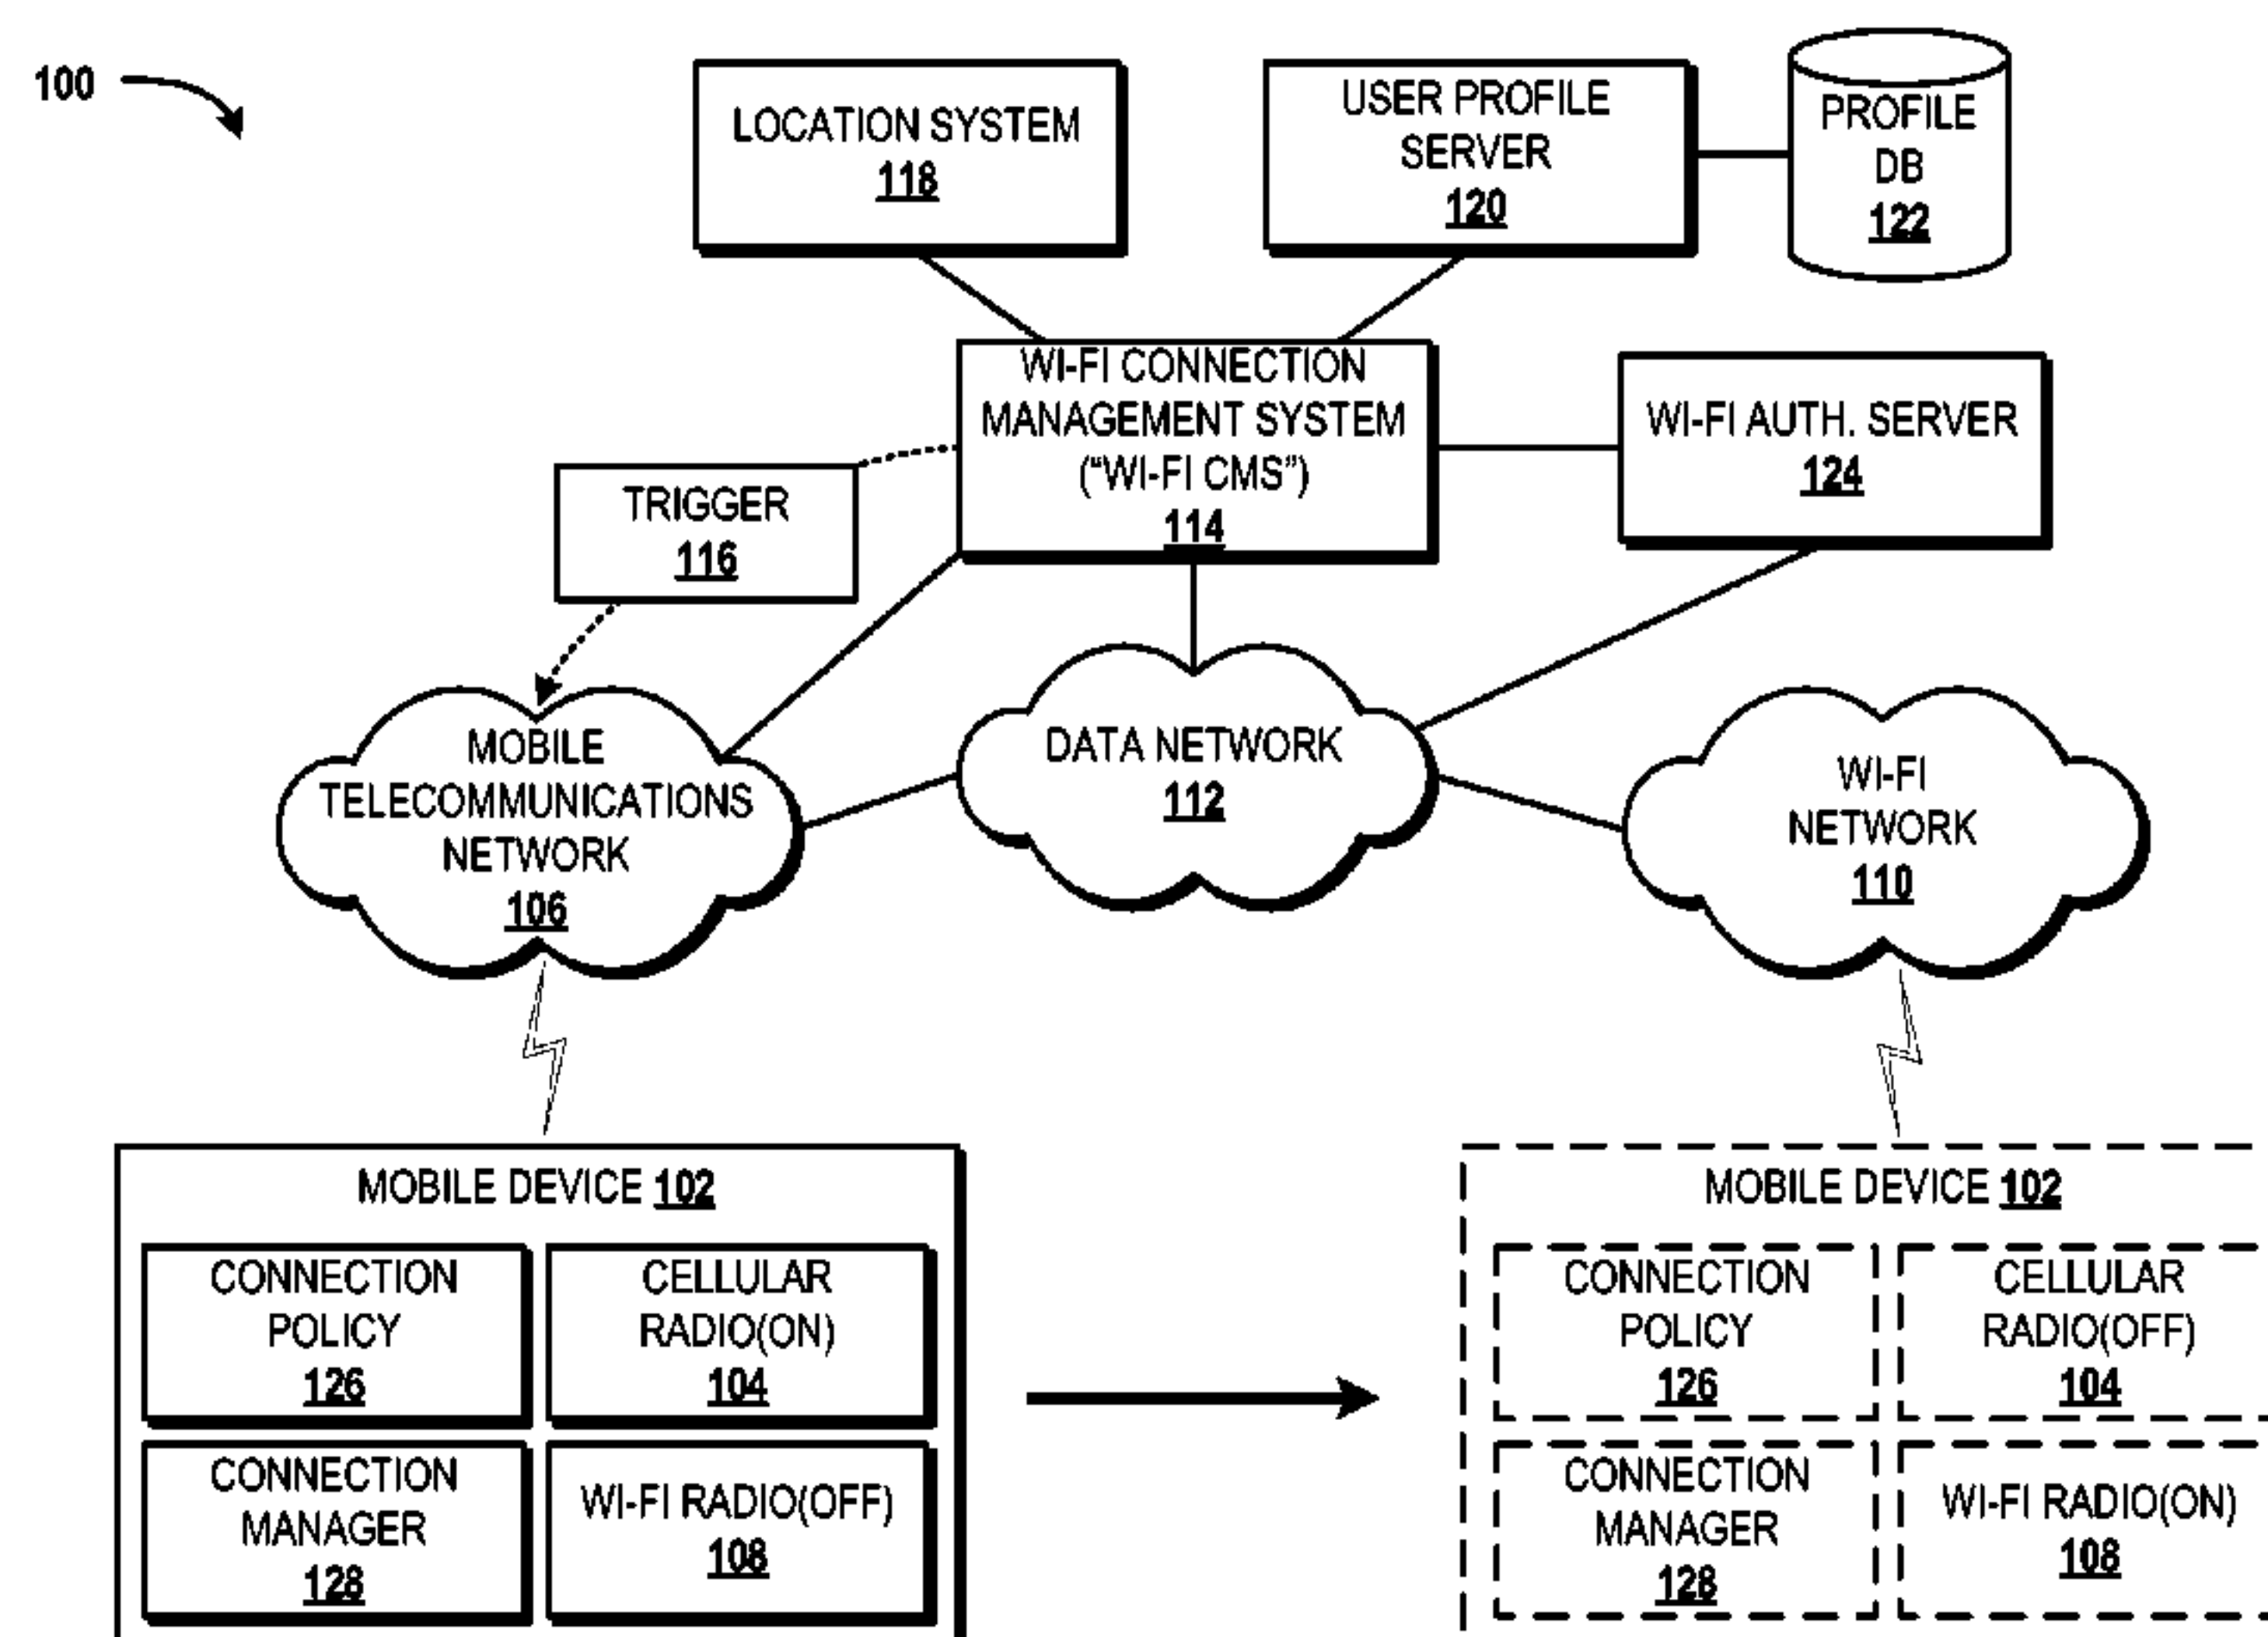 100
LOCATION SYSTEM
118
USER PROFILE
SERVER
120
PROFILE
DB
122
WI-FI CONNECTION
MANAGEMENT SYSTEM
("WI-FI CMS")
114
WI-FI AUTH. SERVER
124
TRIGGER
116
MOBILE
TELECOMMUNICATIONS
NETWORK
106
DATA NETWORK
112
WI-FI
NETWORK
110
MOBILE DEVICE 102
CONNECTION
POLICY
126
CELLULAR
RADIO(ON)
104
CONNECTION
MANAGER
128
WI-FI RADIO(OFF)
108
MOBILE DEVICE 102
CONNECTION
POLICY
126
CELLULAR
RADIO(OFF)
104
CONNECTION
MANAGER
128
WI-FI RADIO(ON)
108